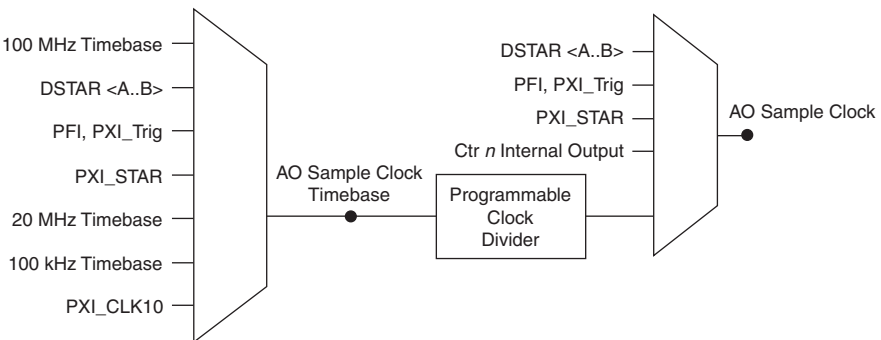 100 MHz Timebase
DSTAR <A..B>
PFI, PXI_Trig
PXI_STAR
20 MHz Timebase
100 kHz Timebase
PXI_CLK10
AO Sample Clock
Timebase
Programmable
Clock
Divider
DSTAR <A..B>
PFI, PXI_Trig
PXI_STAR
Ctr n Internal Output
AO Sample Clock